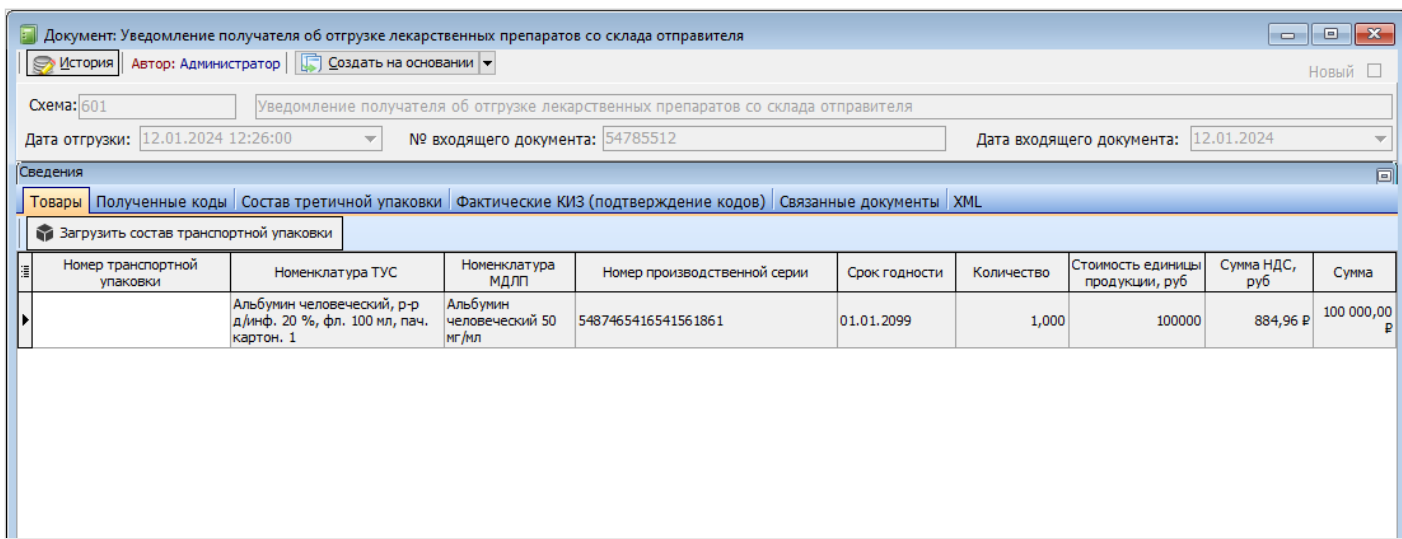 Документ: Уведомление получателя об отгрузке лекарственных препаратов со склада отправителя
История Автор: Администратор Создать на основании
Новый
Схема: 601 Уведомление получателя об отгрузке лекарственных препаратов со склада отправителя
Дата отгрузки: 12.01.2024 12:26:00 № входящего документа: 54785512 Дата входящего документа: 12.01.2024
Сведения
Товары Полученные коды Состав третичной упаковки Фактические КИЗ (подтверждение кодов) Связанные документы XML
Загрузить состав транспортной упаковки
Номер транспортной
упаковки
Номенклатура ТУС
Номенклатура
МДЛП
Номер производственной серии
Срок годности
Количество
Стоимость единицы
продукции, руб
Сумма НДС,
руб
Сумма
Альбумин человеческий, р-р
д/инф. 20 %, фл. 100 мл, пач.
картон. 1
Альбумин
человеческий 50
мг/мл
5487465416541561861
01.01.2099
1,000
100000
884,96 ₽
100 000,00
₽